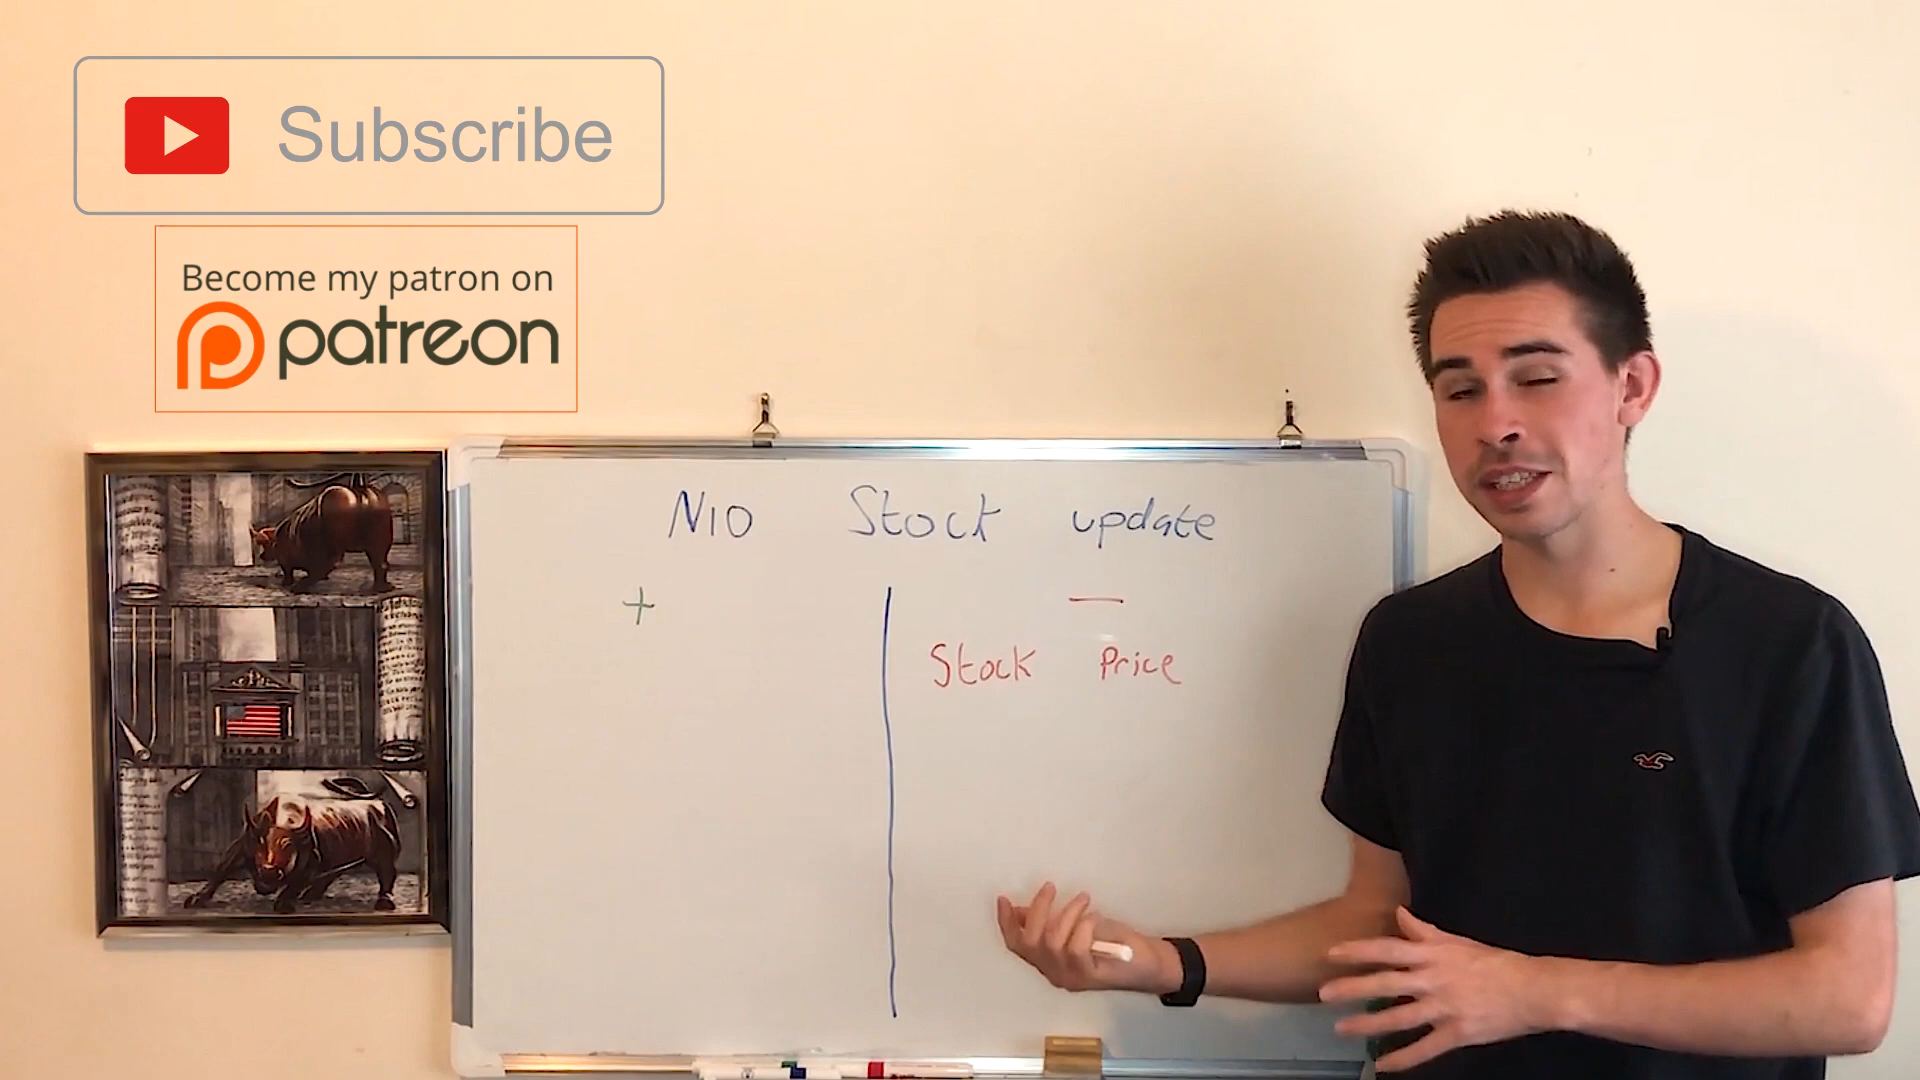 Subscribe
Become my patron on
patreon
NIO Stock update
+ —
Stock Price